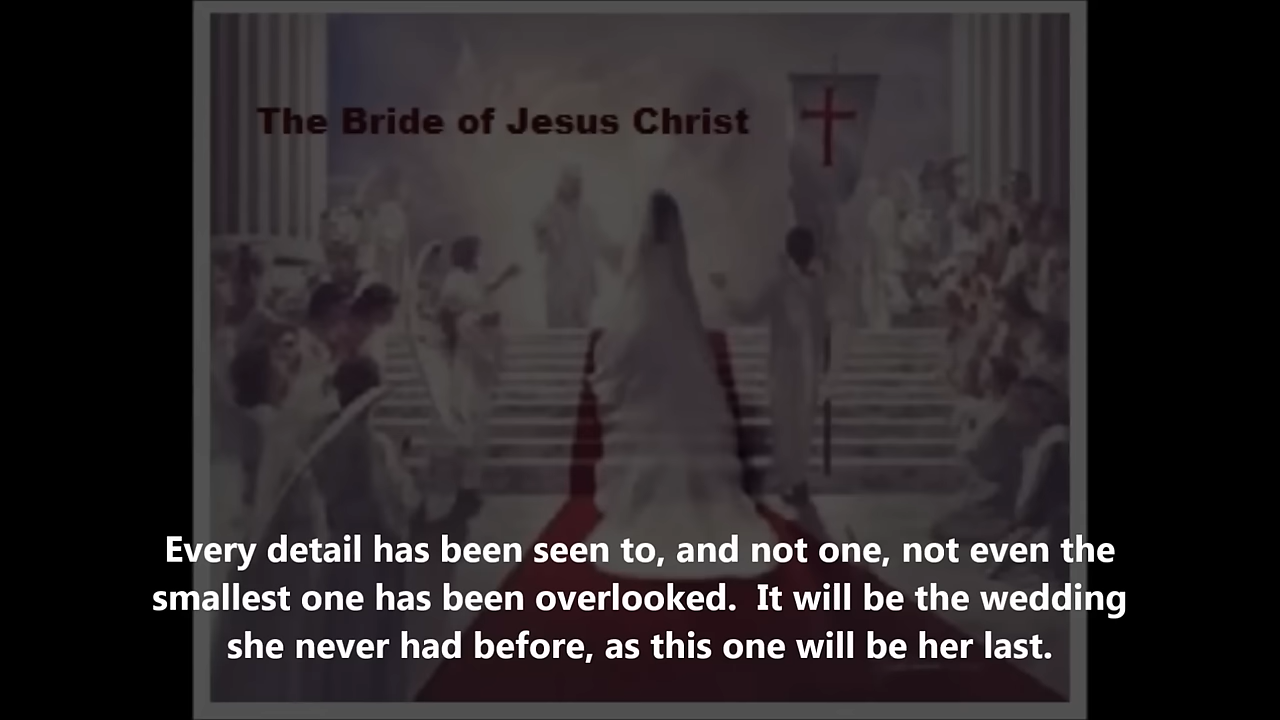 The Bride of Jesus Christ
Every detail has been seen to, and not one, not even the
smallest one has been overlooked.  It will be the wedding
she never had before, as this one will be her last.